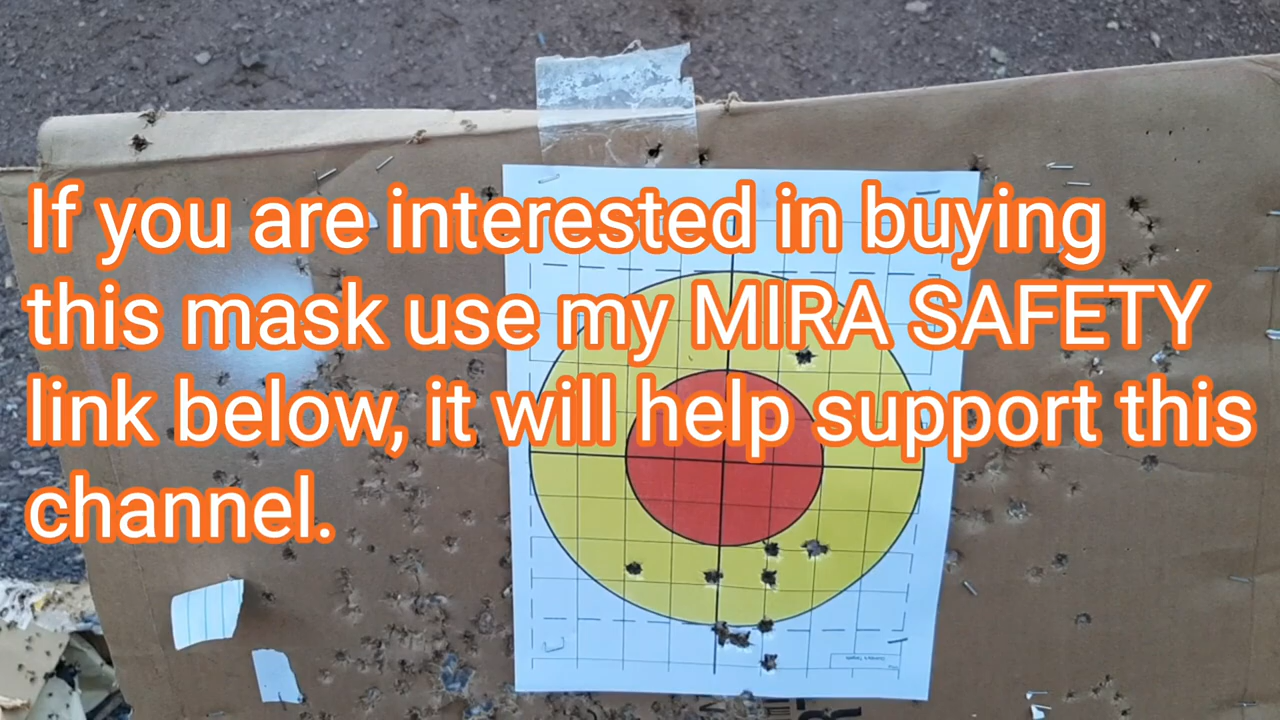 If you are interested in buying
this mask use my MIRA SAFETY
link below, it will help support this
channel.